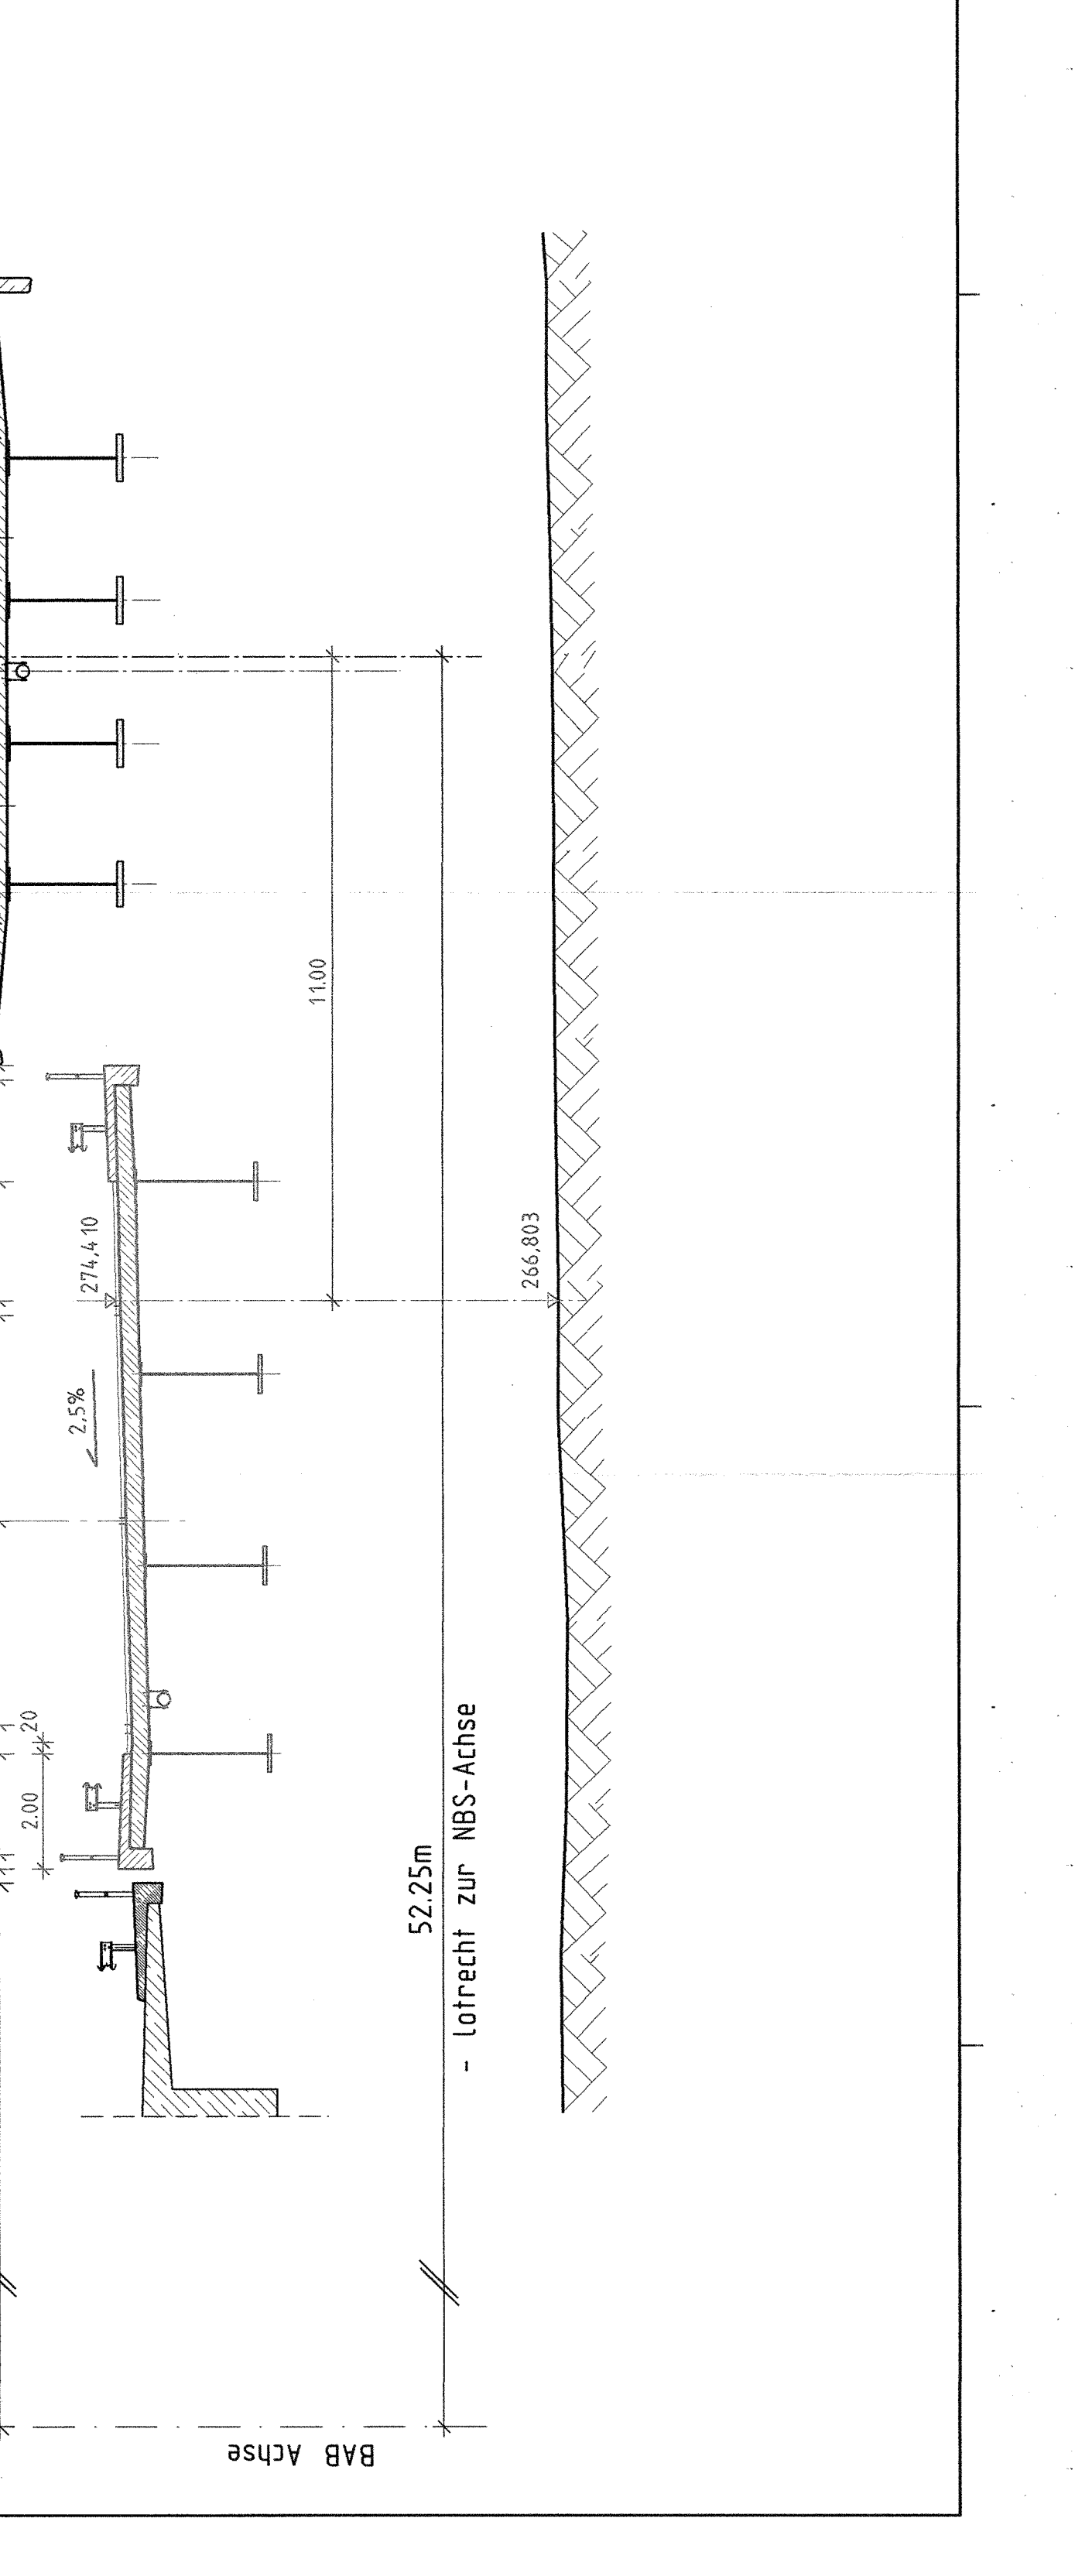 11.00
274,410
266,803
2,5%
20
2.00
52.25m
- lotrecht zur NBS-Achse
BAB Achse